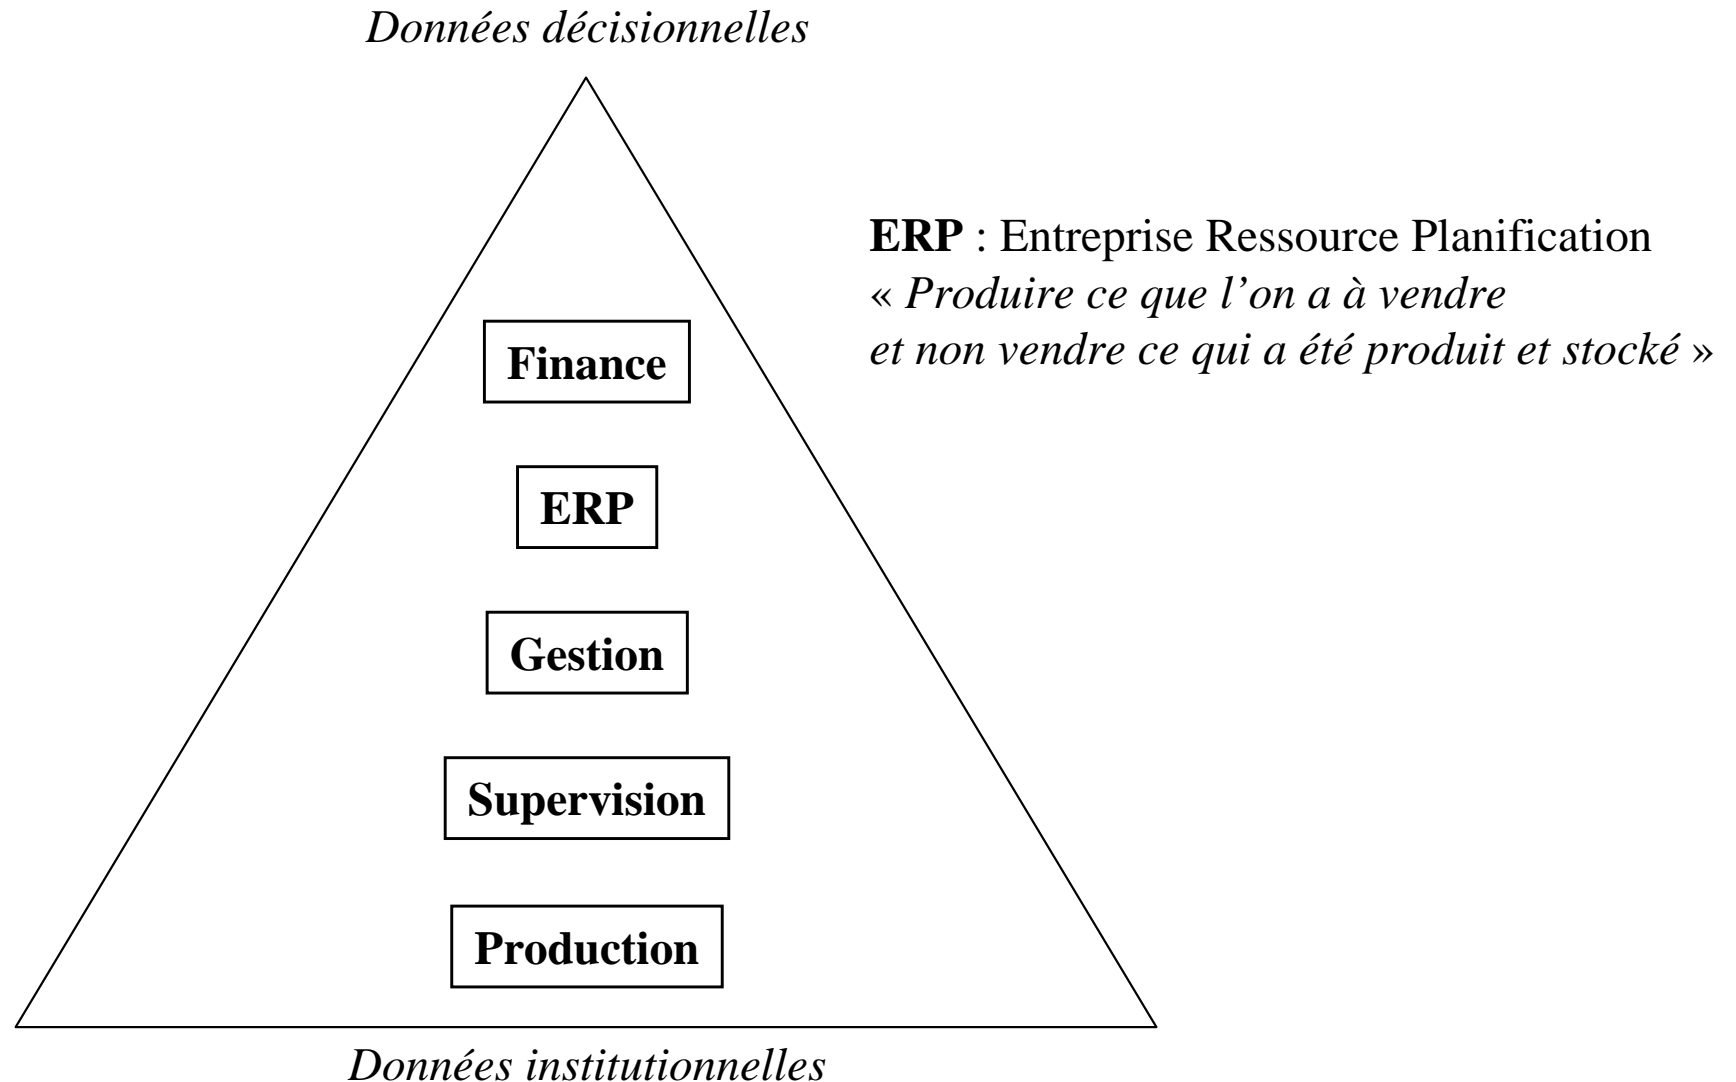 Données décisionnelles
ERP : Entreprise Ressource Planification
« Produire ce que l’on a à vendre
et non vendre ce qui a été produit et stocké »
Finance
ERP
Gestion
Supervision
Production
Données institutionnelles